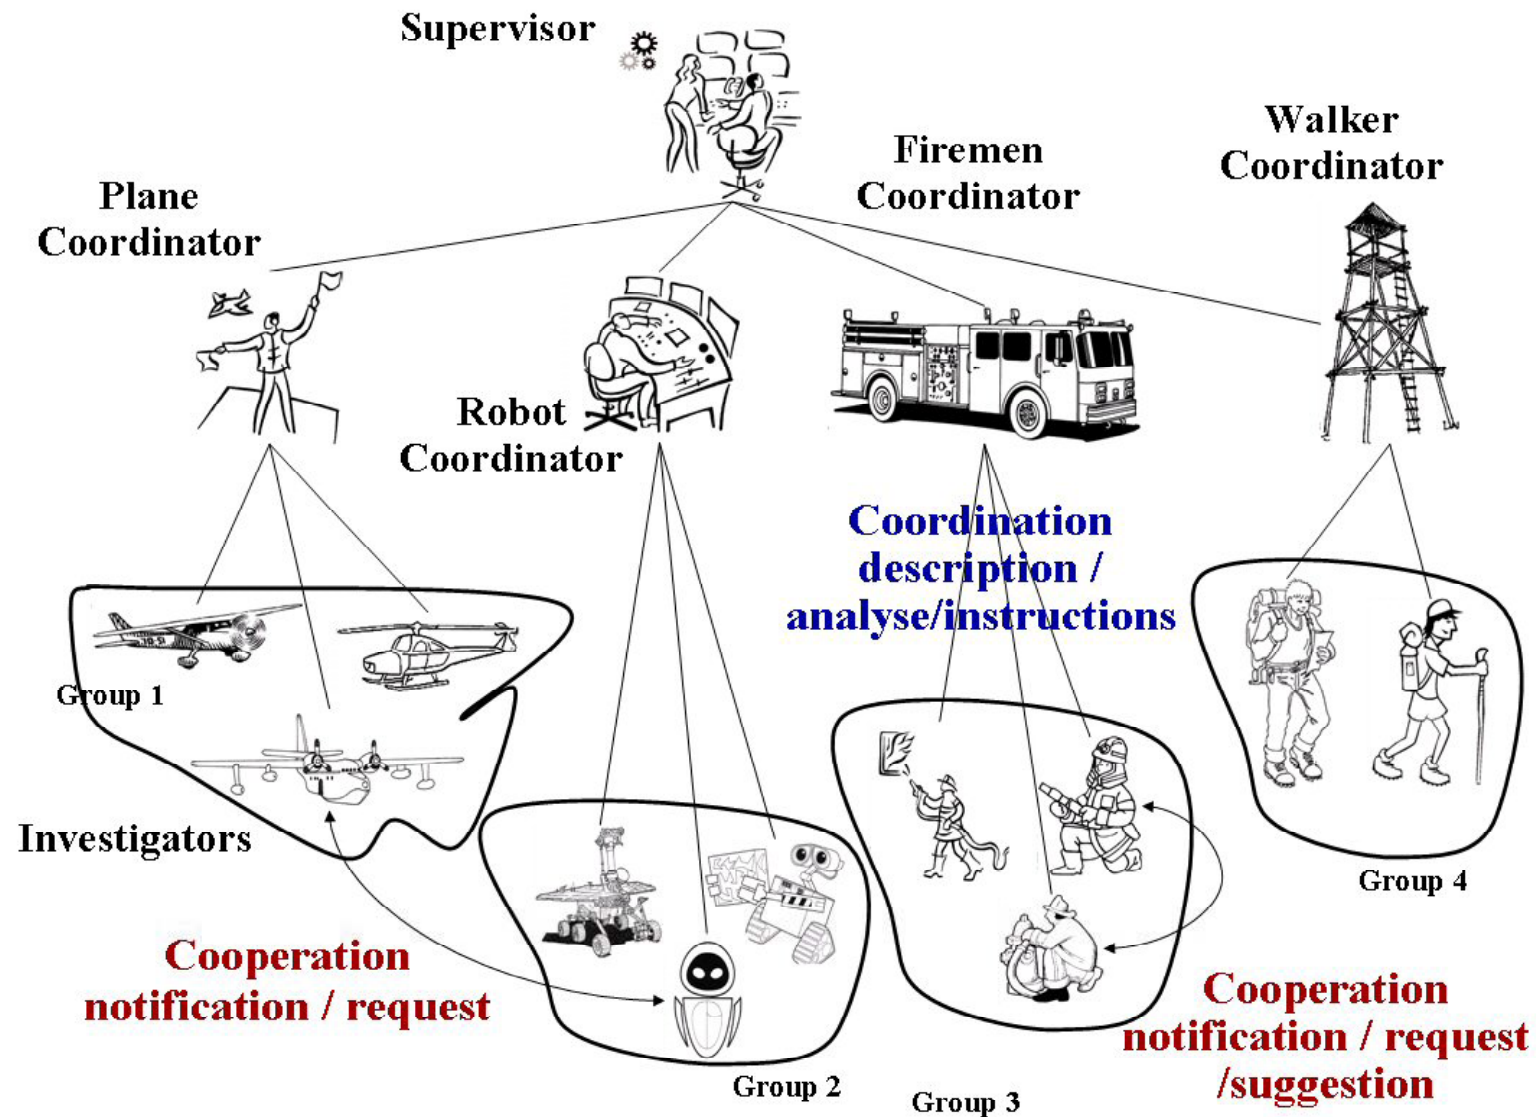 Supervisor
Walker
Coordinator
Firemen
Coordinator
Plane
Coordinator
Robot
Coordinator
Coordination
description /
analyse/instructions
Group 1
Investigators
Group 4
Cooperation
notification / request
Cooperation
notification / request
/suggestion
Group 2
Group 3